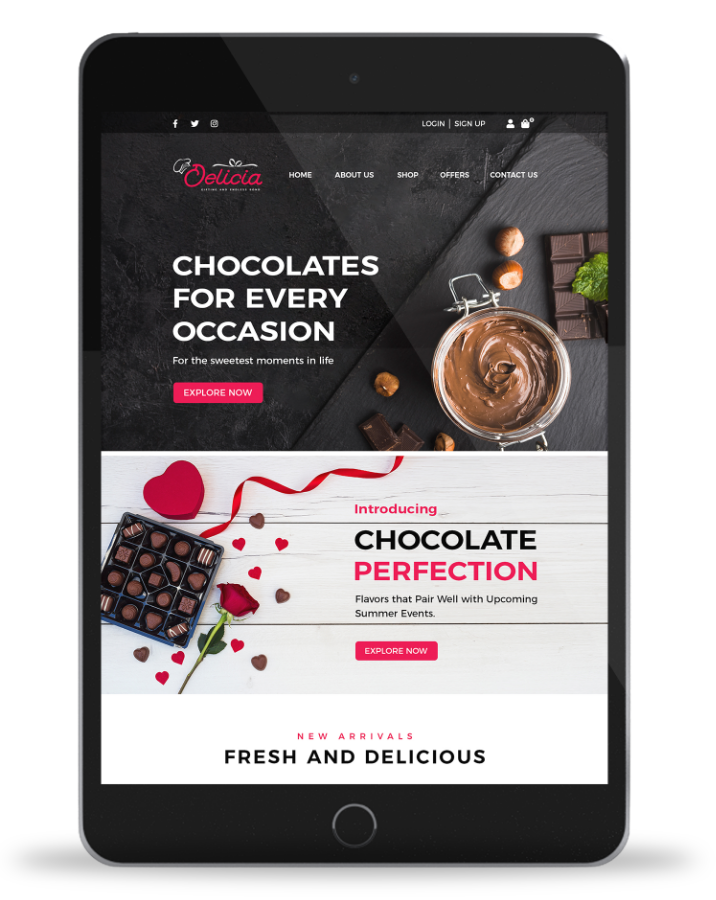 LOGIN | SIGN UP
0
Delicia
HOME ABOUT US SHOP OFFERS CONTACT US
CHOCOLATES
FOR EVERY
OCCASION
For the sweetest moments in life
EXPLORE NOW
Introducing
CHOCOLATE
PERFECTION
Flavors that Pair Well with Upcoming
Summer Events.
EXPLORE NOW
NEW ARRIVALS
FRESH AND DELICIOUS